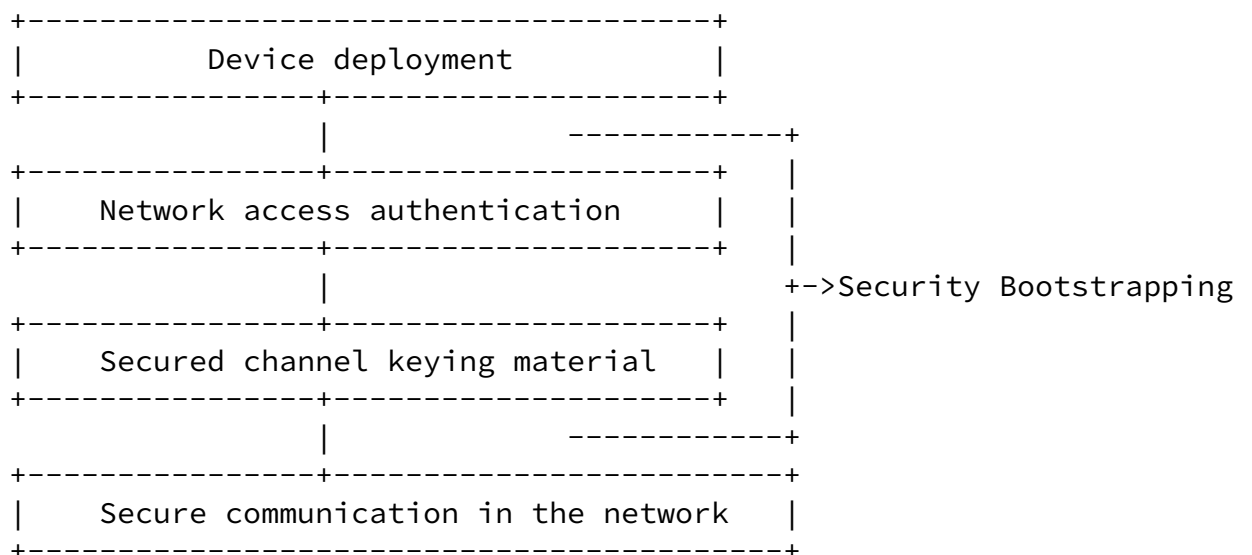 Device deployment
Network access authentication
+->Security Bootstrapping
Secured channel keying material
Secure communication in the network